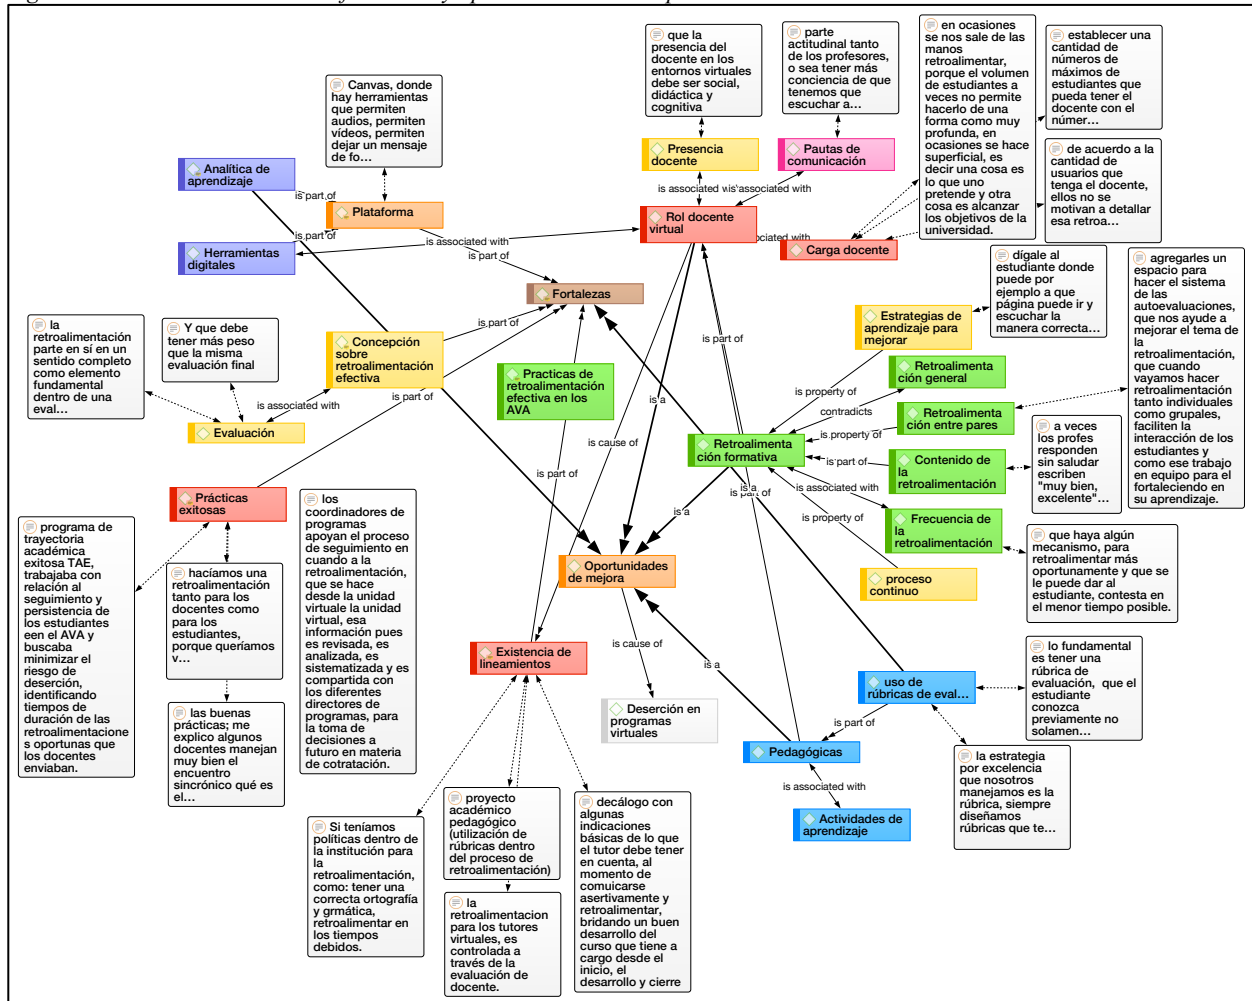 que la
presencia del
docente en los
entornos virtuales
debe ser social,
didáctica y
cognitiva
parte
actitudinal tanto
de los profesores,
o sea tener más
conciencia de que
tenemos que
escuchar a...
en ocasiones
se nos sale de las
manos
retroalimentar,
porque el volumen
de estudiantes a
veces no permite
hacerlo de una
forma como muy
profunda, en
ocasiones se hace
superficial, es
decir una cosa es
lo que uno
pretende y otra
cosa es alcanzar
los objetivos de la
universidad.
establecer una
cantidad de
números de
máximos de
estudiantes que
pueda tener el
docente con el
númer...
Canvas, donde
hay herramientas
que permiten
audios, permiten
vídeos, permiten
dejar un mensaje
de fo...
Presencia
docente
Pautas de
comunicación
de acuerdo a la
cantidad de
usuarios que
tenga el docente,
ellos no se
motivan a detallar
esa retroa...
Analítica de
aprendizaje
is part of
Plataforma
is associated with
is associated with
Rol docente
virtual
is part of
Herramientas
digitales
is associated with
is part of
Carga docente
dígale al
estudiante donde
puede por
ejemplo a que
página puede ir y
escuchar la
manera correcta...
agregarles un
espacio para
hacer el sistema
de las
autoevaluaciones,
que nos ayude a
mejorar el tema de
la
retroalimentación,
que cuando
vayamos hacer
retroalimentación
tanto individuales
como grupales,
faciliten la
interacción de los
estudiantes y
como ese trabajo
en equipo para el
fortaleciendo en
su aprendizaje.
Fortalezas
la
retroalimentación
parte en sí en un
sentido completo
como elemento
fundamental
dentro de una
eval...
Y que debe
tener más peso
que la misma
evaluación final
Concepción
sobre
retroalimentación
efectiva
is part of
is part of
Estrategias de
aprendizaje para
mejorar
Practicas de
retroalimentación
efectiva en los
AVA
Retroalimenta
ción general
is property of
is part of
is a
is associated with
contradicts
Retroalimenta
ción entre pares
Evaluación
is cause of
Retroalimenta
ción formativa
is property of
a veces
los profes
responden
sin saludar
escriben
"muy bien,
excelente"...
is part of
Contenido de
la
retroalimentación
is part of
is a
is part of
is associated with
Prácticas
exitosas
los
coordinadores de
programas
apoyan el proceso
de seguimiento en
cuando a la
retroalimentación,
que se hace
desde la unidad
virtuale la unidad
virtual, esa
información pues
es revisada, es
analizada, es
sistematizada y es
compartida con
los diferentes
directores de
programas, para
la toma de
decisiones a
futuro en materia
de cotratación.
is a
is property of
Frecuencia de
la
retroalimentación
programa de
trayectoria
académica
exitosa TAE,
trabajaba con
relación al
seguimiento y
persistencia de
los estudiantes
een el AVA y
buscaba
minimizar el
riesgo de
deserción,
identificando
tiempos de
duración de las
retroalimentacione
s oportunas que
los docentes
enviaban.
que haya algún
mecanismo, para
retroalimentar más
oportunamente y que se
le puede dar al
estudiante, contesta en
el menor tiempo posible.
hacíamos una
retroalimentación
tanto para los
docentes como
para los
estudiantes,
porque queríamos
v...
Oportunidades
de mejora
proceso
continuo
is cause of
Existencia de
lineamientos
is a
lo fundamental
es tener una
rúbrica de
evaluación, que el
estudiante
conozca
previamente no
solamen...
uso de
rúbricas de eval...
las buenas
prácticas; me
explico algunos
docentes manejan
muy bien el
encuentro
sincrónico qué es
el...
Deserción en
programas
virtuales
is part of
Pedagógicas
la estrategia
por excelencia
que nosotros
manejamos es la
rúbrica, siempre
diseñamos
rúbricas que te...
is associated with
Actividades de
aprendizaje
Si teníamos
políticas dentro de
la institución para
la
retroalimentación,
como: tener una
correcta ortografía
y grmática,
retroalimentar en
los tiempos
debidos.
proyecto
académico
pedagógico
(utilización de
rúbricas dentro
del proceso de
retroalimentación)
decálogo con
algunas
indicaciones
básicas de lo que
el tutor debe tener
en cuenta, al
momento de
comuicarse
asertivamente y
retroalimentar,
bridando un buen
desarrollo del
curso que tiene a
cargo desde el
inicio, el
desarrollo y cierre
la
retroalimentacion
para los tutores
virtuales, es
controlada a
través de la
evaluación de
docente.